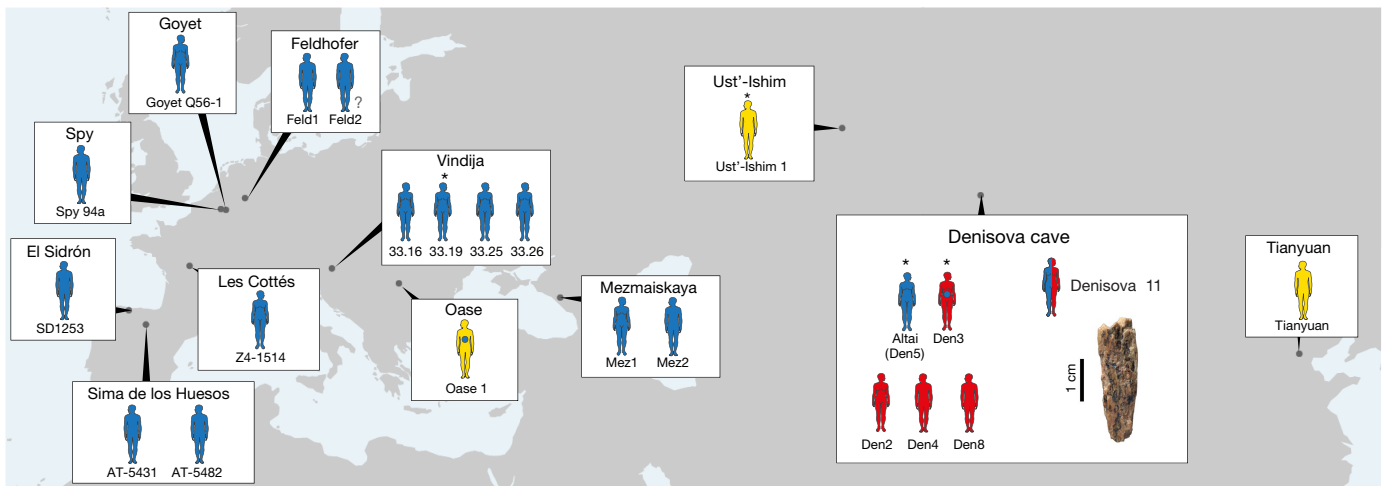 Goyet
Goyet Q56-1
Feldhofer
?
Feld1 Feld2
Spy
Spy 94a
El Sidrón
SD1253
Sima de los Huesos
AT-5431 AT-5482
Les Cottés
Z4-1514
Vindija
*
33.16 33.19 33.25 33.26
Oase
Oase 1
Mezmaiskaya
Mez1 Mez2
Ust’-Ishim
*
Ust’-Ishim 1
Denisova cave
* *
Denisova 11
Altai Den3
(Den5)
1 cm
Den2 Den4 Den8
Tianyuan
Tianyuan